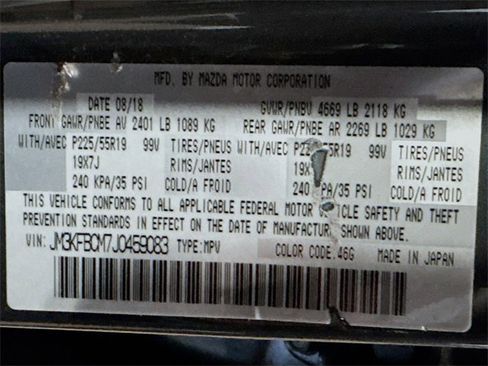 MFD. BY MAZDA MOTOR CORPORATION
DATE 08/18 GVWR/PNBV 4669 LB 2118 KG
FRONT GAWR/PNBE AV 2401 LB 1089 KG REAR GAWR/PNBE AR 2269 LB 1029 KG
WITH/AVEC P225/55R19 99V TIRES/PNEUS WITH/AVEC 99V TIRES/PNEUS
19X7J RIMS/JANTES RIMS/JANTES
240 KPA/35 PSI COLD/A FROID 240 KPA/35 PSI COLD/A FROID
THIS VEHICLE CONFORMS TO ALL APPLICABLE FEDERAL MOTOR VEHICLE SAFETY AND THEFT
PREVENTION STANDARDS IN EFFECT ON THE DATE OF MANUFACTURE SHOWN ABOVE.
VIN: JM3KFBCM7J0459083 TYPE:MPV COLOR CODE.46G MADE IN JAPAN